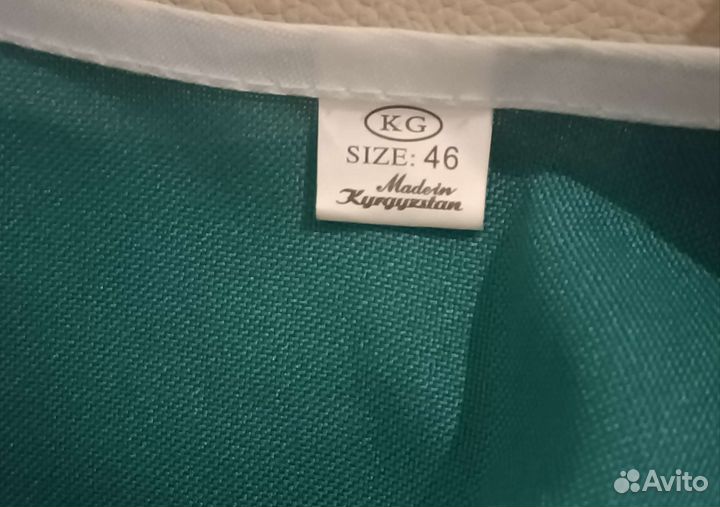 KG
SIZE: 46
Made in
Kyrgyzstan
Avito